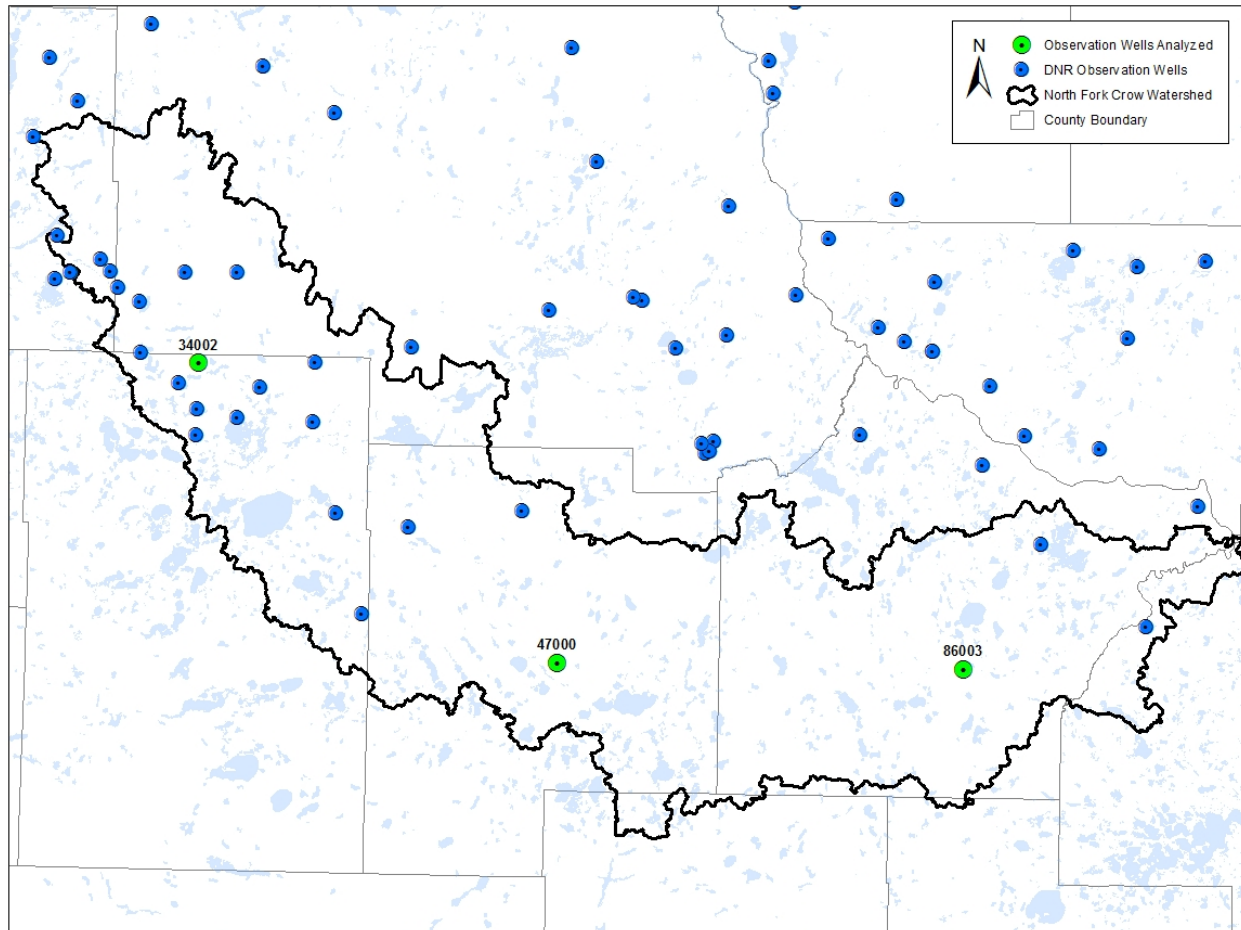 N
Observation Wells Analyzed
DNR Observation Wells
North Fork Crow Watershed
County Boundary
34002
47000
86003